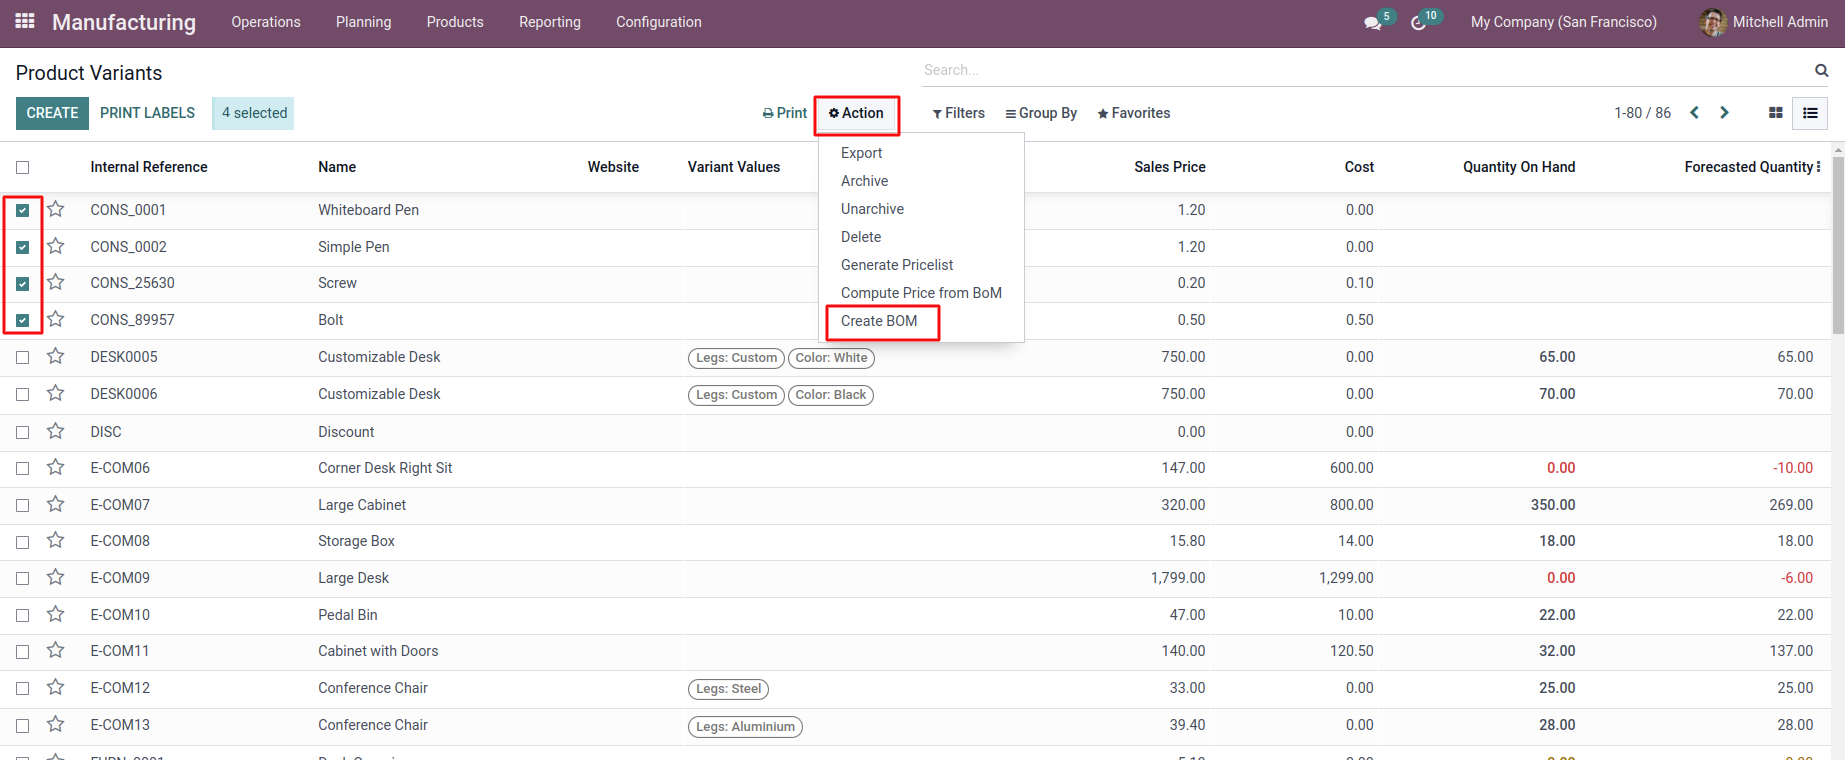 Manufacturing Operations Planning Products Reporting Configuration 5 10 My Company (San Francisco) Mitchell Admin
Product Variants Search...
CREATE PRINT LABELS 4 selected Print Action Filters Group By Favorites 1-80 / 86
Export
Archive
Unarchive
Delete
Generate Pricelist
Compute Price from BoM
Create BOM
Internal Reference Name Website Variant Values Sales Price Cost Quantity On Hand Forecasted Quantity
CONS_0001 Whiteboard Pen 1.20 0.00
CONS_0002 Simple Pen 1.20 0.00
CONS_25630 Screw 0.20 0.10
CONS_89957 Bolt 0.50 0.50
DESK0005 Customizable Desk Legs: Custom Color: White 750.00 0.00 65.00 65.00
DESK0006 Customizable Desk Legs: Custom Color: Black 750.00 0.00 70.00 70.00
DISC Discount 0.00 0.00
E-COM06 Corner Desk Right Sit 147.00 600.00 0.00 -10.00
E-COM07 Large Cabinet 320.00 800.00 350.00 269.00
E-COM08 Storage Box 15.80 14.00 18.00 18.00
E-COM09 Large Desk 1,799.00 1,299.00 0.00 -6.00
E-COM10 Pedal Bin 47.00 10.00 22.00 22.00
E-COM11 Cabinet with Doors 140.00 120.50 32.00 137.00
E-COM12 Conference Chair Legs: Steel 33.00 0.00 25.00 25.00
E-COM13 Conference Chair Legs: Aluminium 39.40 0.00 28.00 28.00